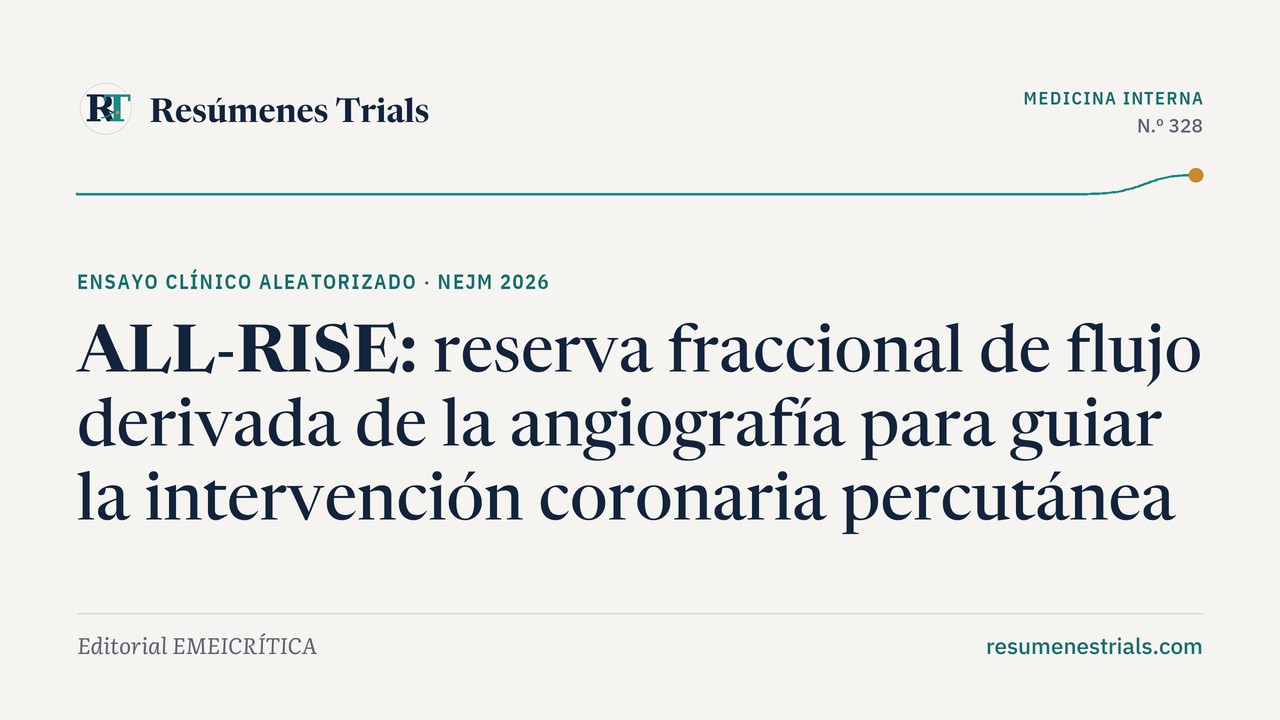 RT Resúmenes Trials
MEDICINA INTERNA
N.º 328
ENSAYO CLÍNICO ALEATORIZADO · NEJM 2026
ALL-RISE: reserva fraccional de flujo
derivada de la angiografía para guiar
la intervención coronaria percutánea
Editorial EMEICRÍTICA
resumenestrials.com